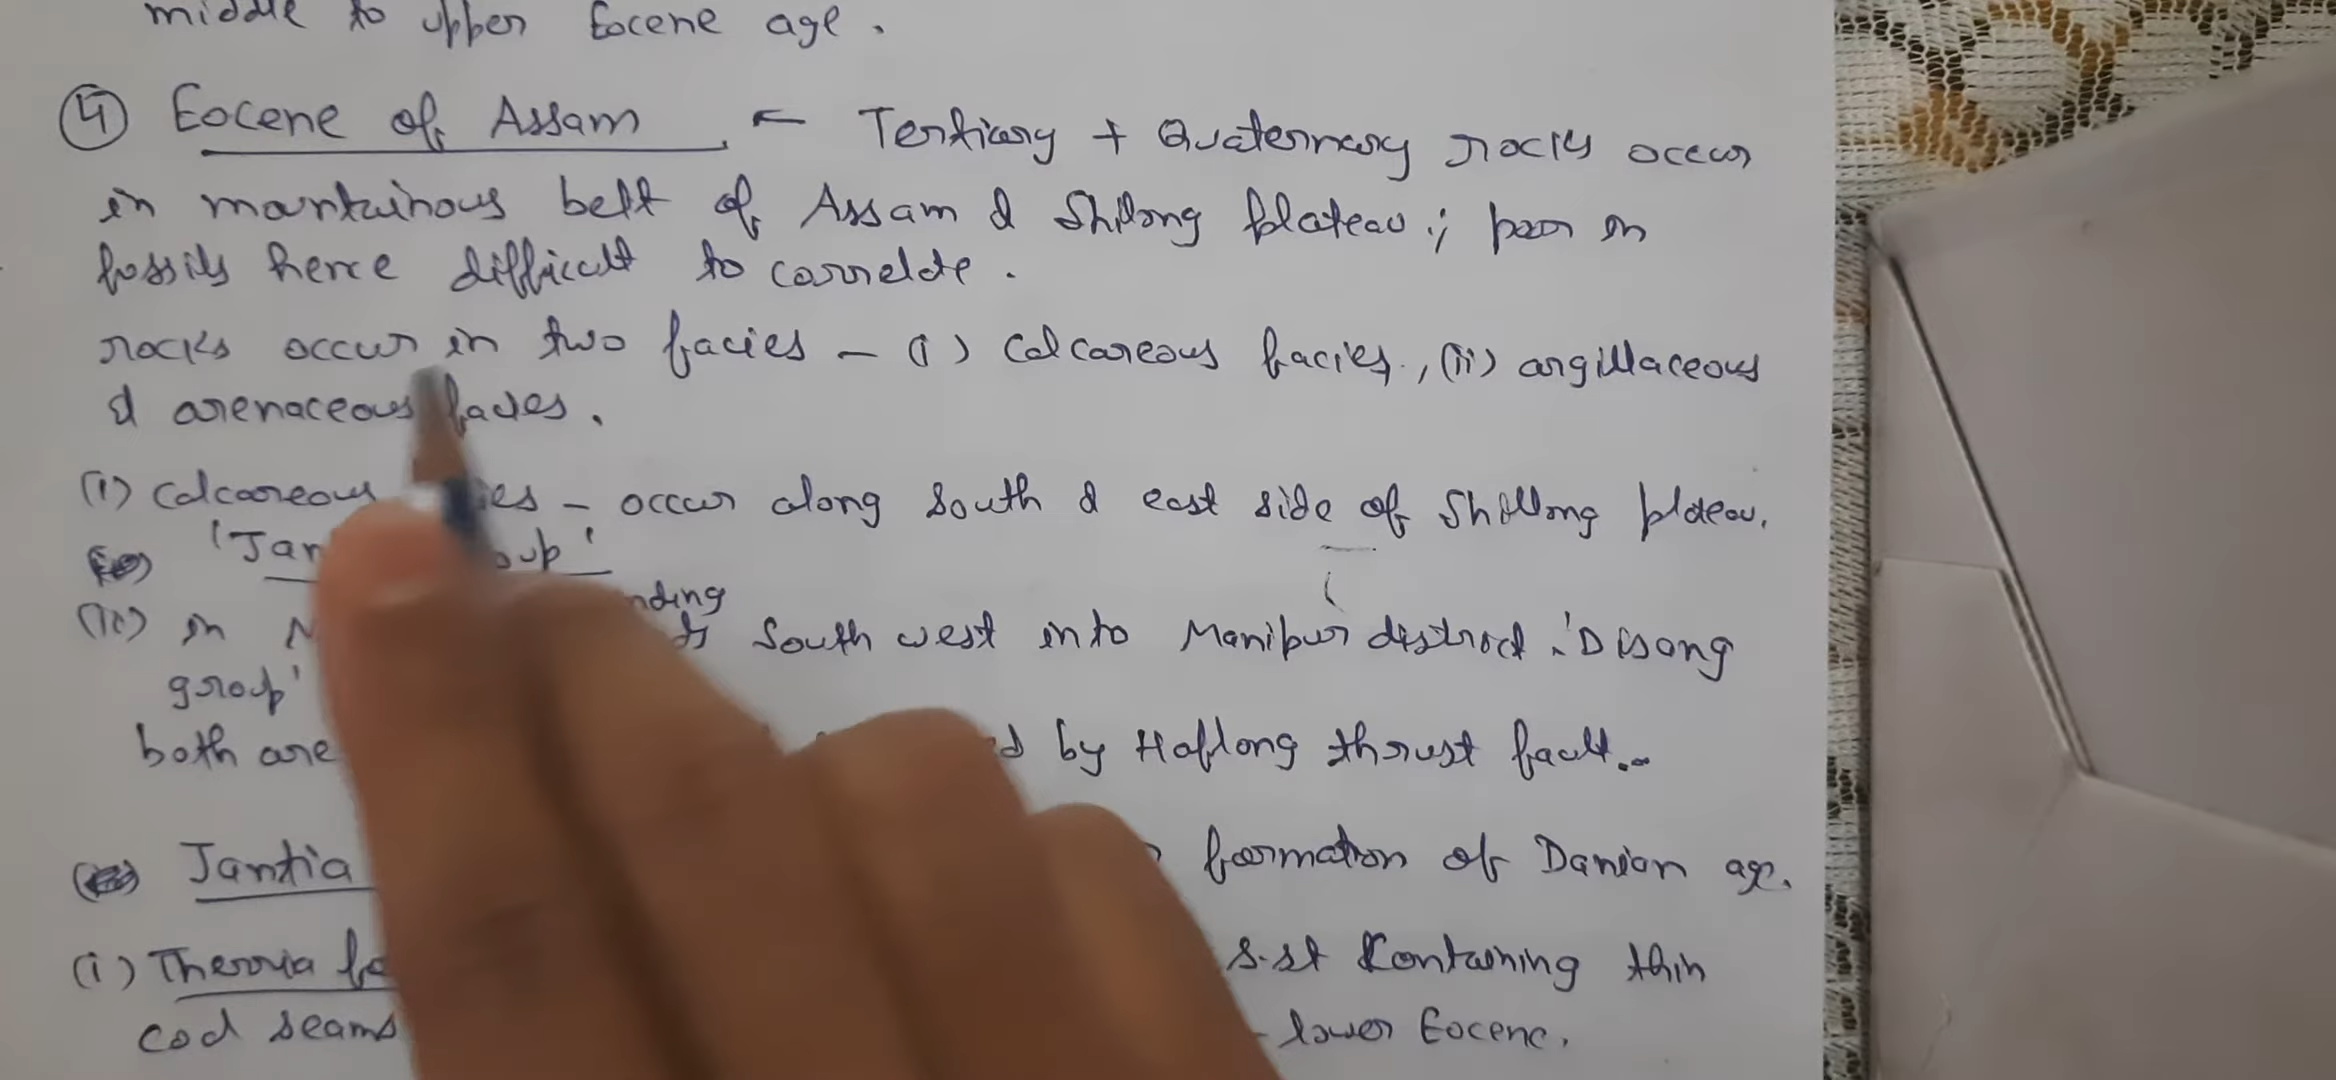 middle to upper Eocene age.
④ Eocene of Assam - Tertiary + Quaternary rocks occur
in mountainous belt of Assam & Shillong plateau ; poor in
fossils hence difficult to correlate.
rocks occur in two facies - (i) Calcareous facies, (ii) argillaceous
& arenaceous facies.
(i) Calcareous - occur along South & east side of Shillong plateau.
(ii) in South west into Manipur district. 'Disang
group'
both are by Haflong thrust fault.
Jantia formation of Danian age.
(i) Therria s.st Containing thin
coal seams - lower Eocene.